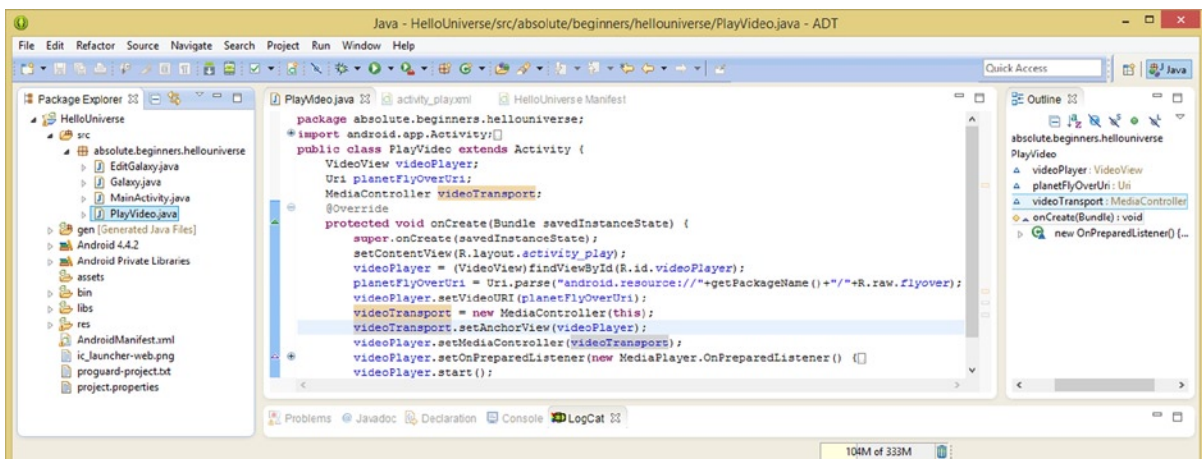 Java - HelloUniverse/src/absolute/beginners/hellouniverse/PlayVideo.java - ADT
File Edit Refactor Source Navigate Search Project Run Window Help
Quick Access
Java
Package Explorer
HelloUniverse
src
absolute.beginners.hellouniverse
EditGalaxy.java
Galaxy.java
MainActivity.java
PlayVideo.java
gen [Generated Java Files]
Android 4.4.2
Android Private Libraries
assets
bin
libs
res
AndroidManifest.xml
ic_launcher-web.png
proguard-project.txt
project.properties
PlayVideo.java activity_play.xml HelloUniverse Manifest
package absolute.beginners.hellouniverse;
import android.app.Activity;
public class PlayVideo extends Activity {
VideoView videoPlayer;
Uri planetFlyOverUri;
MediaController videoTransport;
@Override
protected void onCreate(Bundle savedInstanceState) {
super.onCreate(savedInstanceState);
setContentView(R.layout.activity_play);
videoPlayer = (VideoView)findViewById(R.id.videoPlayer);
planetFlyOverUri = Uri.parse("android.resource://"+getPackageName()+"/"+R.raw.flyover);
videoPlayer.setVideoURI(planetFlyOverUri);
videoTransport = new MediaController(this);
videoTransport.setAnchorView(videoPlayer);
videoPlayer.setMediaController(videoTransport);
videoPlayer.setOnPreparedListener(new MediaPlayer.OnPreparedListener() {
videoPlayer.start();
Outline
absolute.beginners.hellouniverse
PlayVideo
videoPlayer : VideoView
planetFlyOverUri : Uri
videoTransport : MediaController
onCreate(Bundle) : void
new OnPreparedListener() {...
Problems Javadoc Declaration Console LogCat
104M of 333M